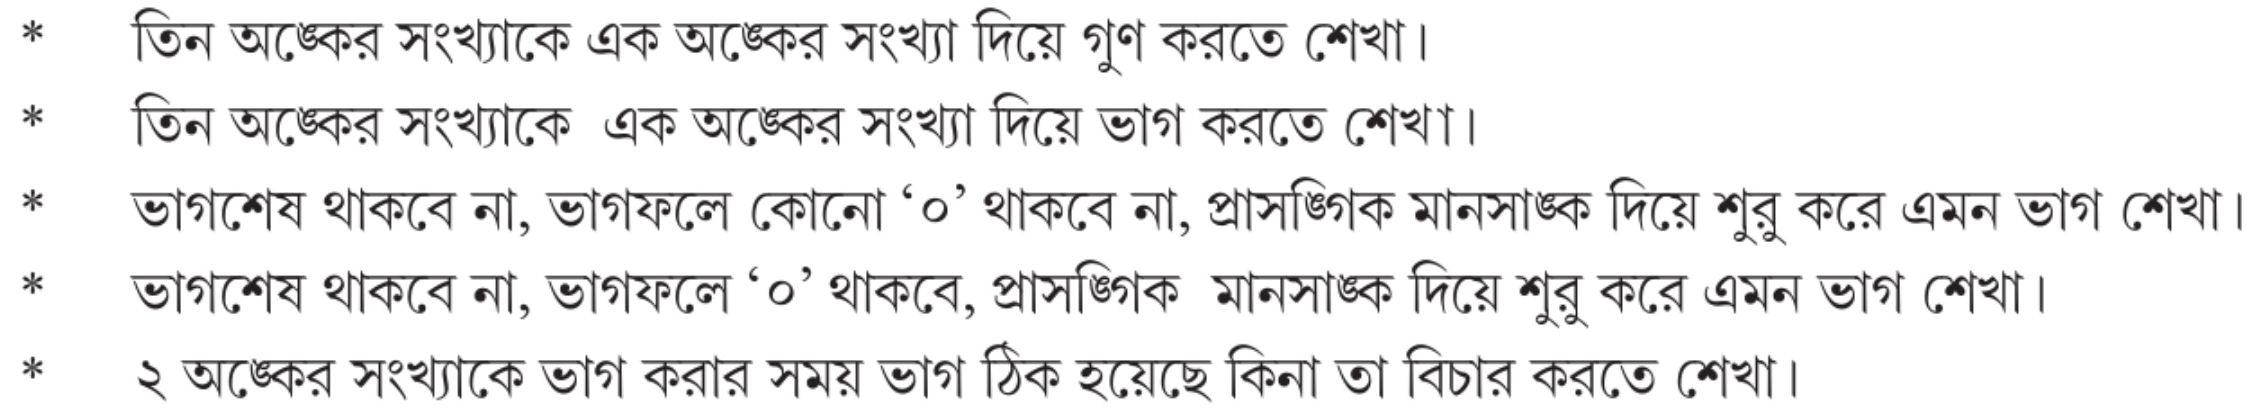 * তিন অঙ্কের সংখ্যাকে এক অঙ্কের সংখ্যা দিয়ে গুণ করতে শেখা।
* তিন অঙ্কের সংখ্যাকে এক অঙ্কের সংখ্যা দিয়ে ভাগ করতে শেখা।
* ভাগশেষ থাকবে না, ভাগফলে কোনো ‘০’ থাকবে না, প্রাসঙ্গিক মানসাঙ্ক দিয়ে শুরু করে এমন ভাগ শেখা।
* ভাগশেষ থাকবে না, ভাগফলে ‘০’ থাকবে, প্রাসঙ্গিক মানসাঙ্ক দিয়ে শুরু করে এমন ভাগ শেখা।
* ২ অঙ্কের সংখ্যাকে ভাগ করার সময় ভাগ ঠিক হয়েছে কিনা তা বিচার করতে শেখা।